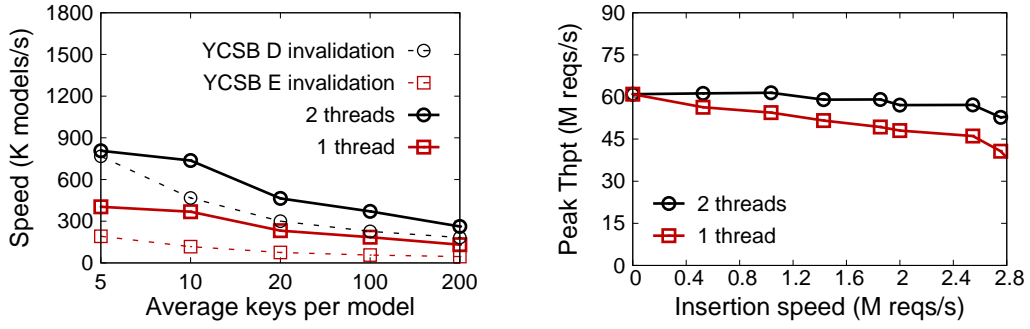 Speed (K models/s)
1800
1500
1200
900
600
300
0
YCSB D invalidation
YCSB E invalidation
2 threads
1 thread
5 10 20 100 200
Average keys per model
Peak Thpt (M reqs/s)
90
75
60
45
30
15
0
2 threads
1 thread
0 0.4 0.8 1.2 1.6 2 2.4 2.8
Insertion speed (M reqs/s)